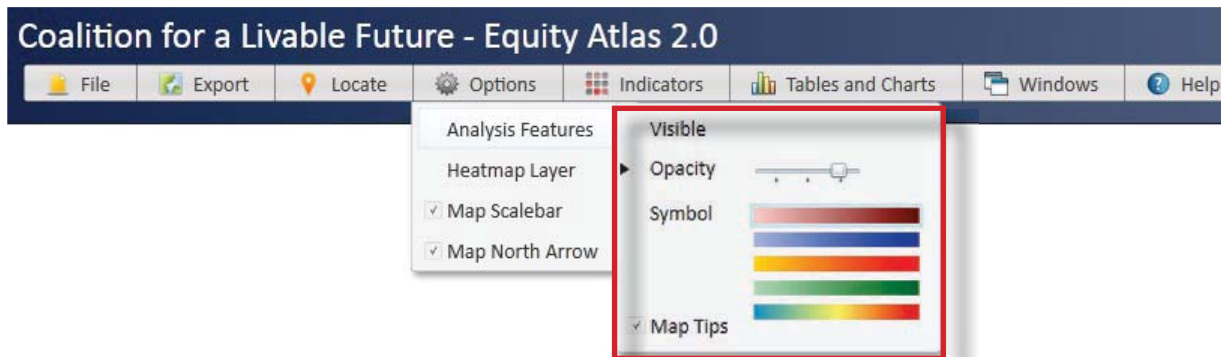 Coalition for a Livable Future - Equity Atlas 2.0
File Export Locate Options Indicators Tables and Charts Windows Help
Analysis Features Visible
Heatmap Layer Opacity
Map Scalebar Symbol
Map North Arrow
Map Tips